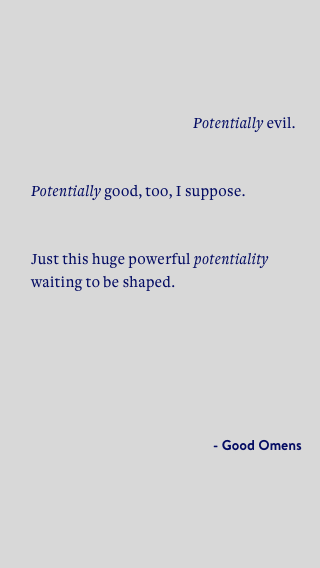 Potentially evil.
Potentially good, too, I suppose.
Just this huge powerful potentiality
waiting to be shaped.
- Good Omens